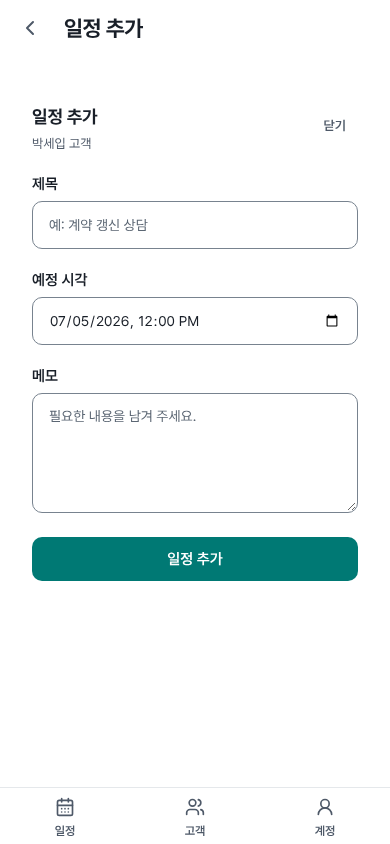 일정 추가
일정 추가
닫기
박세입 고객
제목
예: 계약 갱신 상담
예정 시각
07/05/2026, 12:00 PM
메모
필요한 내용을 남겨 주세요.
일정 추가
일정
고객
계정